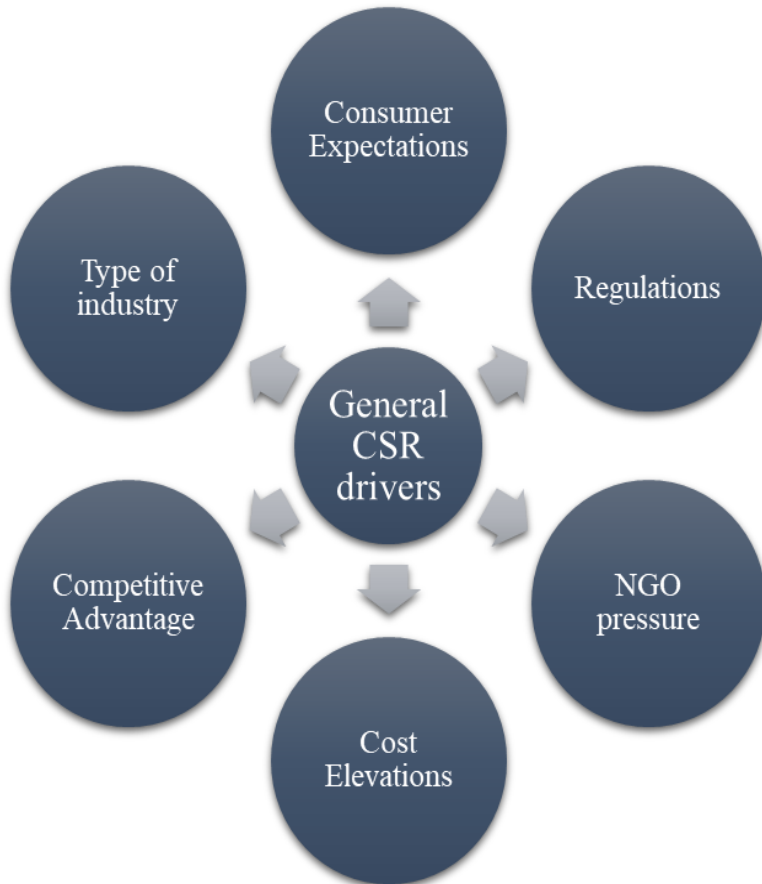 Consumer
Expectations
Type of
industry
Regulations
General
CSR
drivers
Competitive
Advantage
NGO
pressure
Cost
Elevations